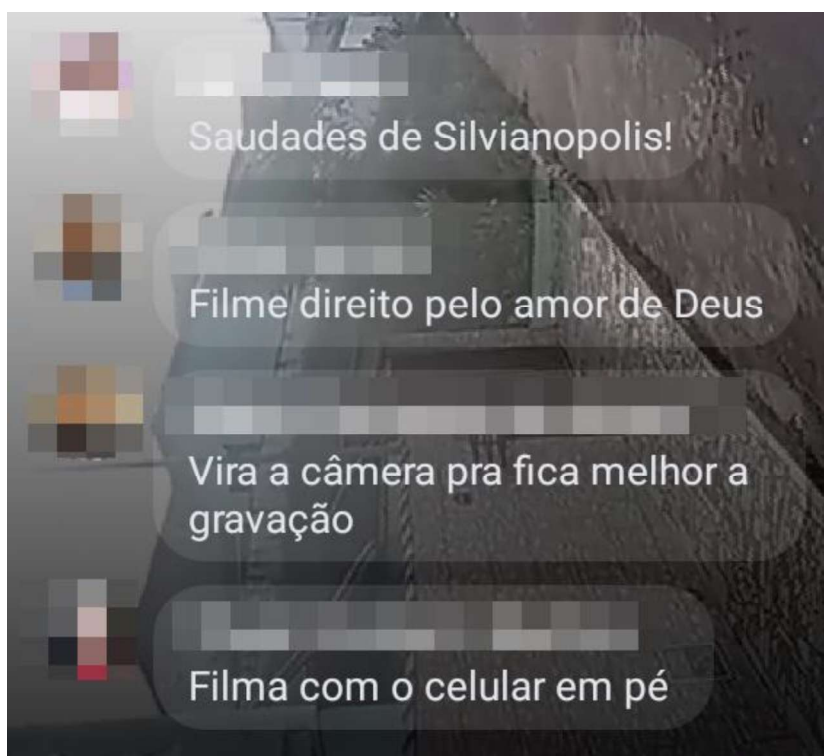 Saudades de Silvianopolis!
Filme direito pelo amor de Deus
Vira a câmera pra fica melhor a
gravação
Filma com o celular em pé